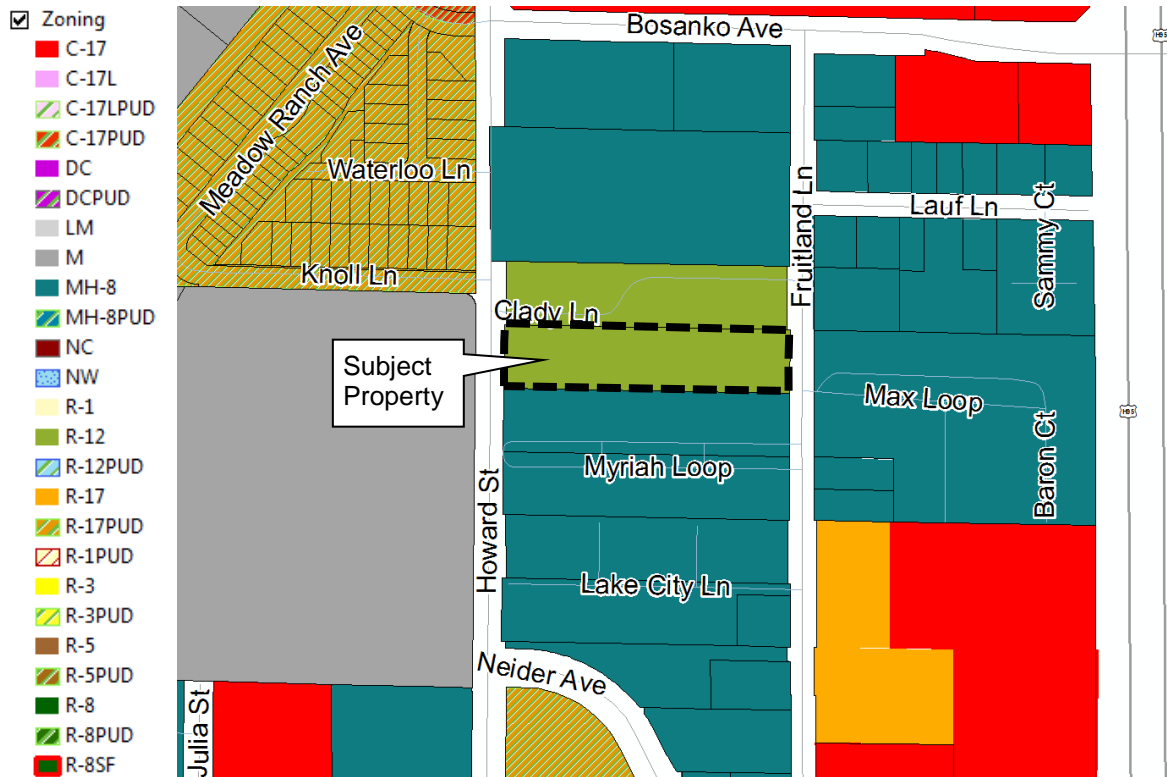 Zoning
C-17
C-17L
C-17LPUD
C-17PUD
DC
DCPUD
LM
M
MH-8
MH-8PUD
NC
NW
R-1
R-12
R-12PUD
R-17
R-17PUD
R-1PUD
R-3
R-3PUD
R-5
R-5PUD
R-8
R-8PUD
R-8SF
Bosanko Ave
Meadow Ranch Ave
Waterloo Ln
Knoll Ln
Clady Ln
Fruitland Ln
Lauf Ln
Sammy Ct
Subject
Property
Max Loop
Baron Ct
Myriah Loop
Howard St
Lake City Ln
Neider Ave
Julia St